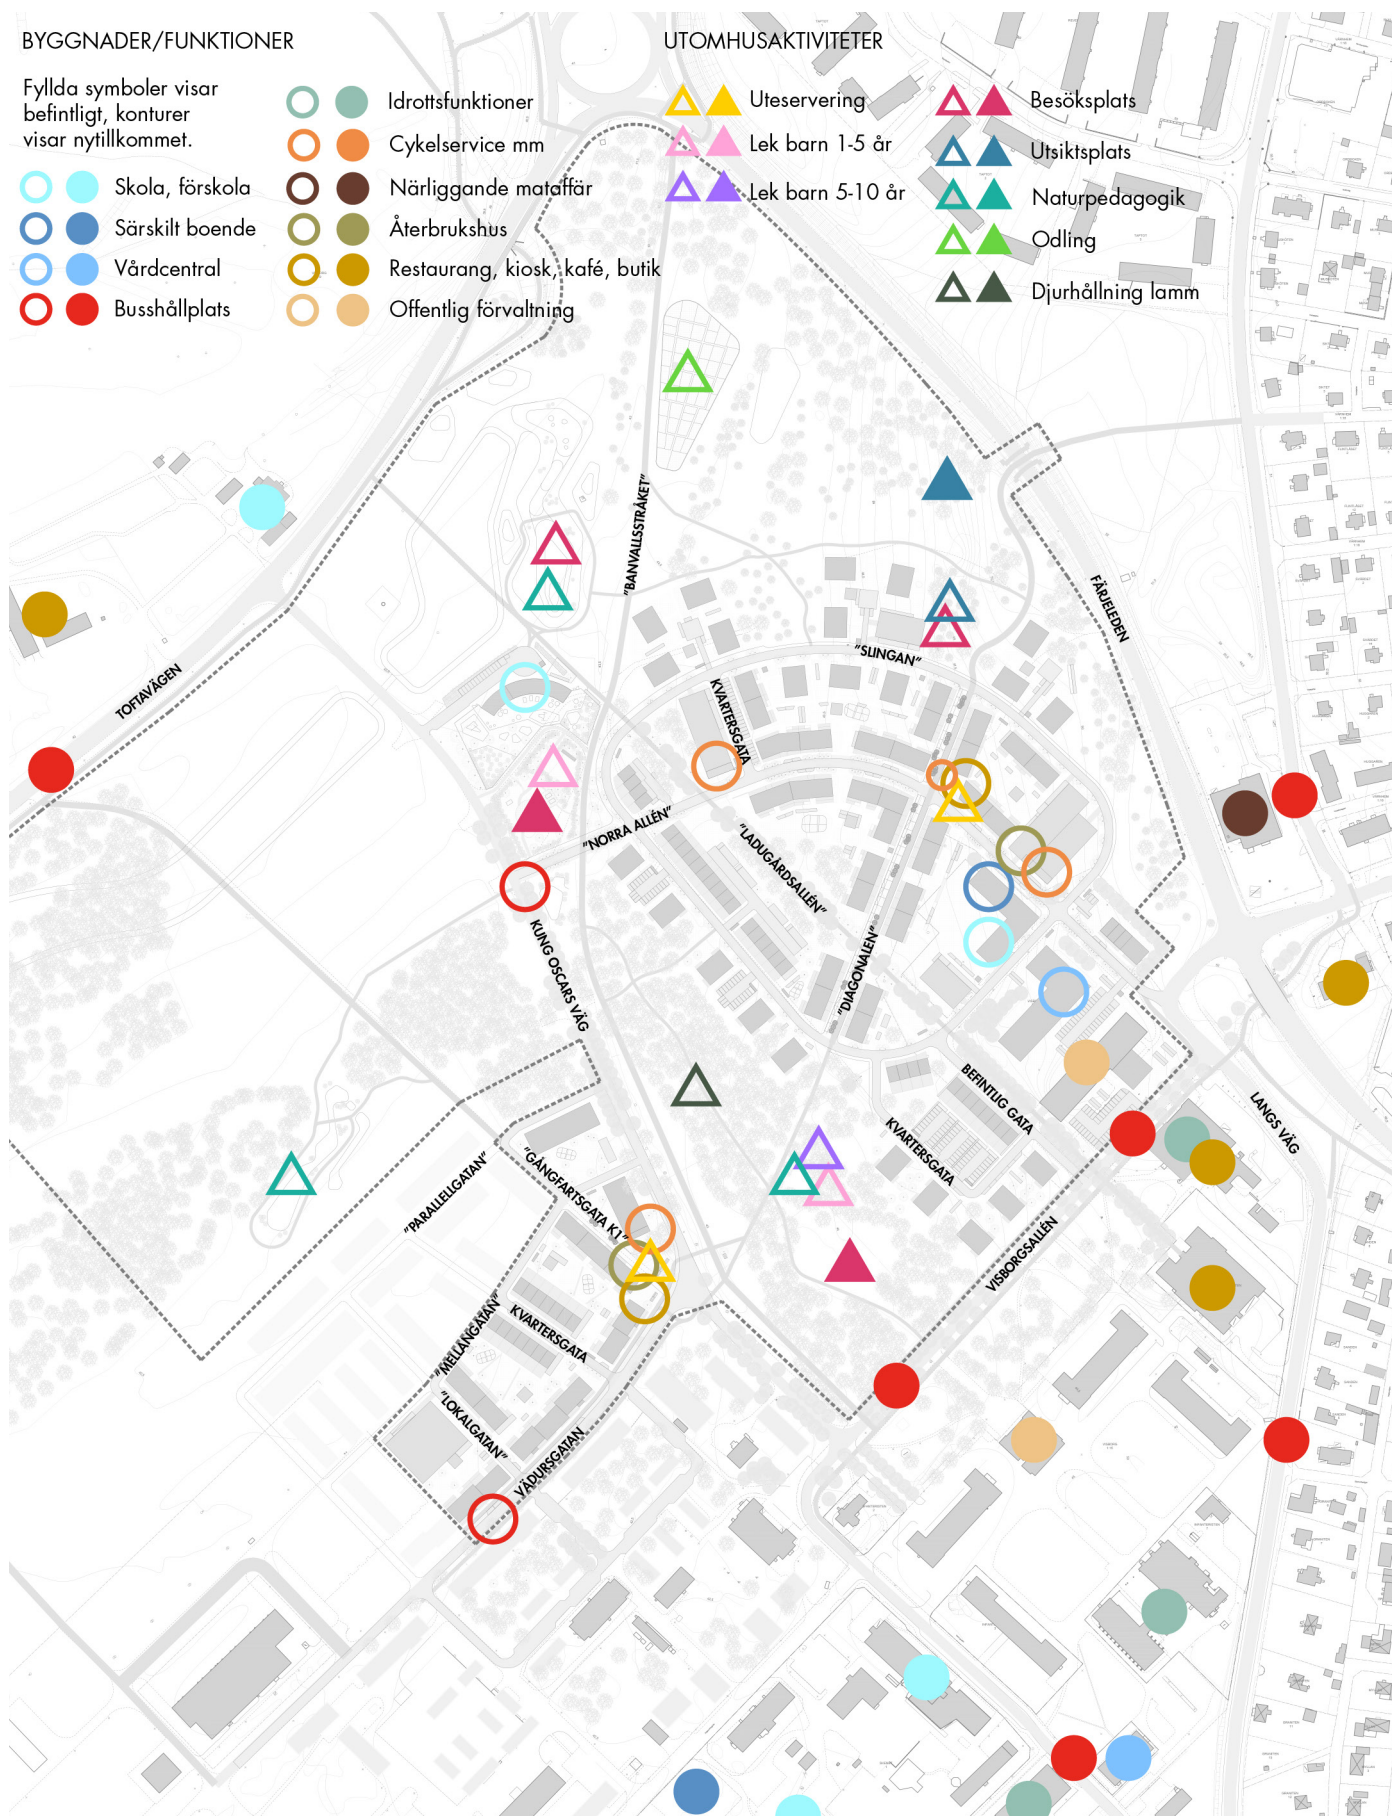 BYGGNADER/FUNKTIONER
Fyllda symboler visar
befintligt, konturer
visar nytillkommet.
Skola, förskola
Särskilt boende
Vårdcentral
Busshållplats
Idrottsfunktioner
Cykelservice mm
Närliggande mataffär
Återbrukshus
Restaurang, kiosk, kafé, butik
Offentlig förvaltning
UTOMHUSAKTIVITETER
Uteservering
Lek barn 1-5 år
Lek barn 5-10 år
Besöksplats
Utsiktsplats
Naturpedagogik
Odling
Djurhållning lamm
"BANVALLSSTRÅKET"
FÄRJELEDEN
"SLINGAN"
TOFTAVÄGEN
KVARTERSGATA
"NORRA ALLÉN"
"LADUGÅRDSALLÉN"
"DIAGONALEN"
KUNG OSCARS VÄG
BEFINTLIG GATA
KVARTERSGATA
LANGS VÄG
"GÅNGFARTSGATA K1"
"PARALLELLGATAN"
VISBORGSALLÉN
"MELLANGATAN"
KVARTERSGATA
"LOKALGATAN"
VÄDURSGATAN